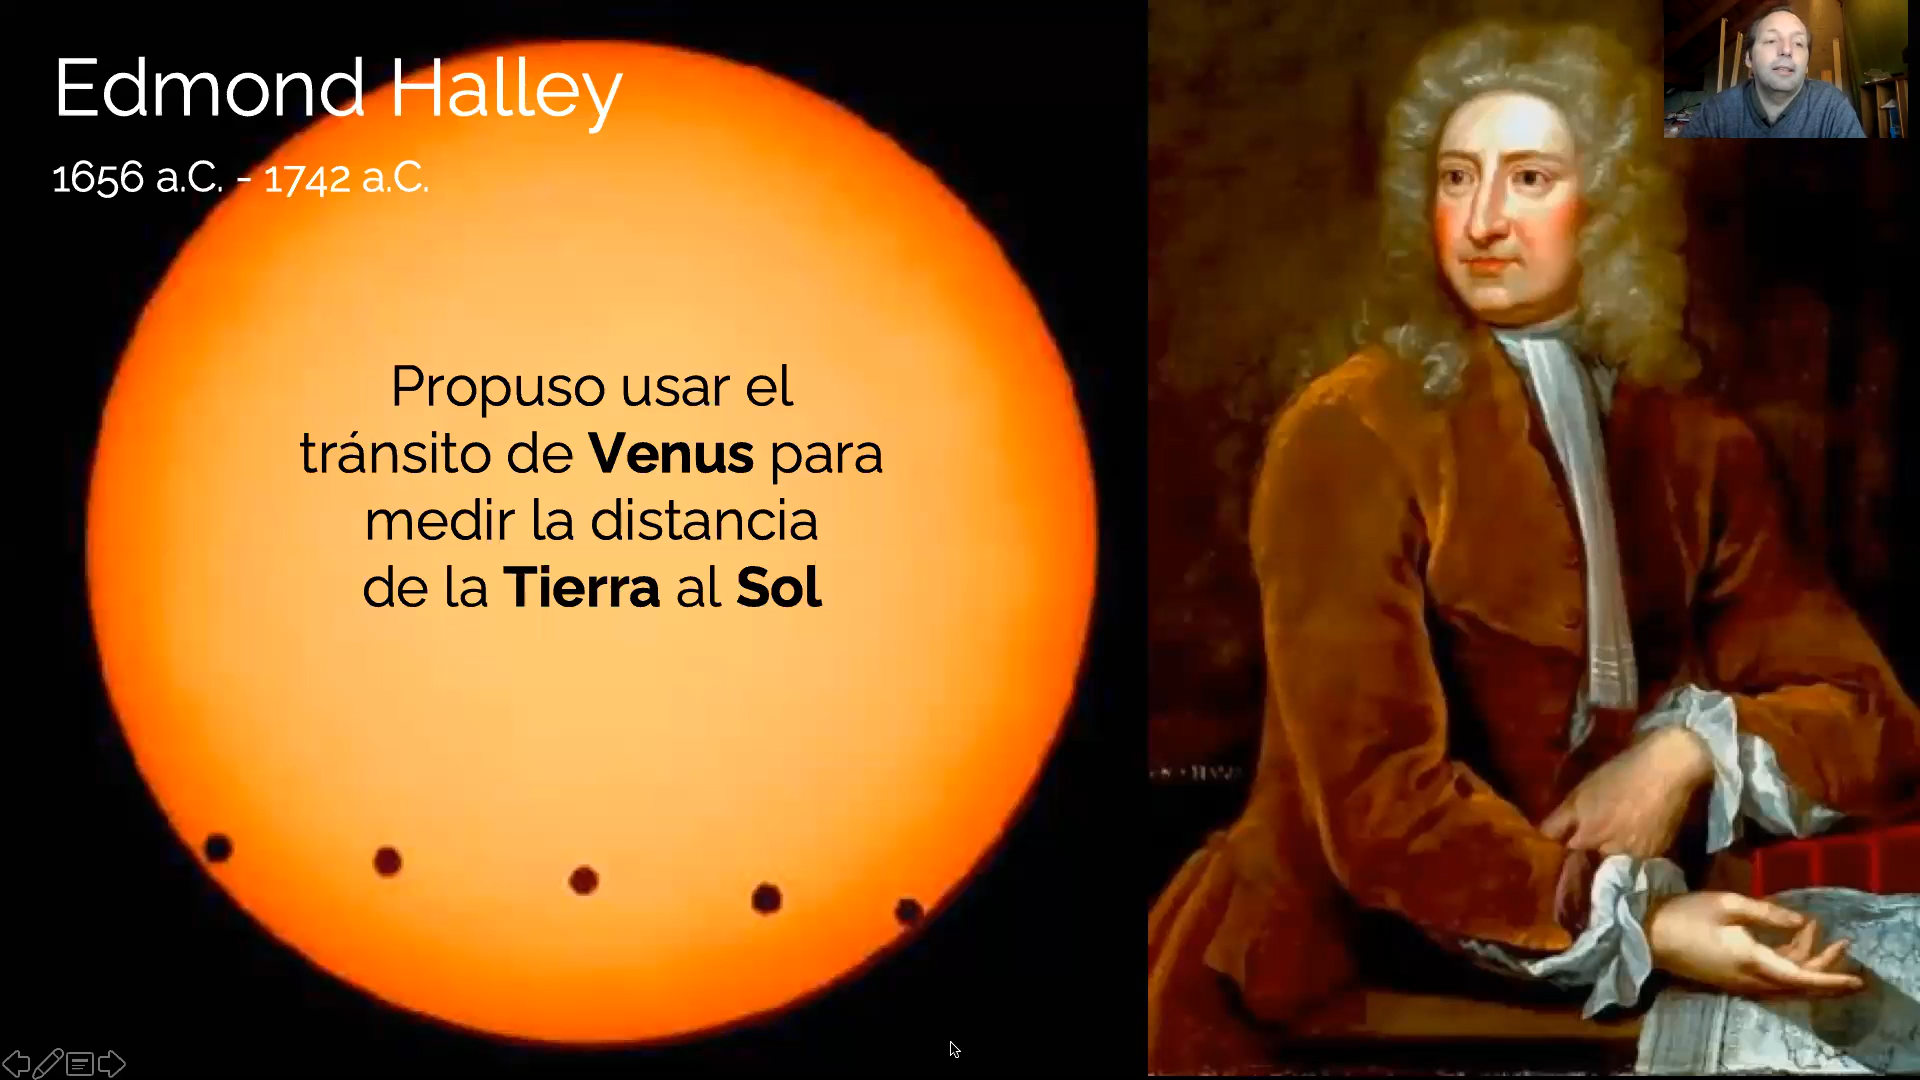 Edmond Halley
1656 a.C. - 1742 a.C.
Propuso usar el
tránsito de Venus para
medir la distancia
de la Tierra al Sol